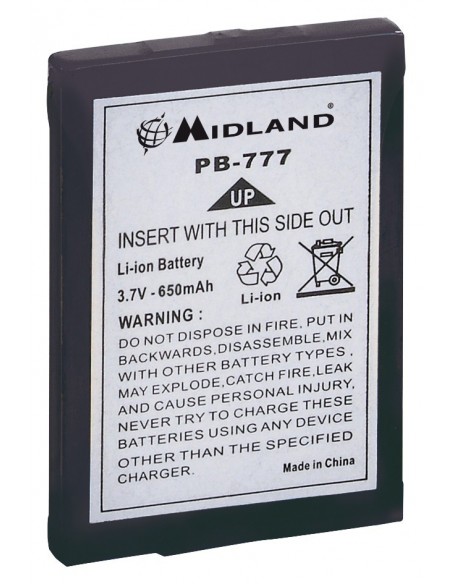 MIDLAND
PB-777
UP
INSERT WITH THIS SIDE OUT
Li-ion Battery
3.7V - 650mAh
Li-ion
WARNING :
DO NOT DISPOSE OF IN FIRE, PUT IN
BACKWARDS, DISASSEMBLE, MIX
WITH OTHER BATTERY TYPES ,
MAY EXPLODE, CATCH FIRE, LEAK
AND CAUSE PERSONAL INJURY.
NEVER TRY TO CHARGE THESE
BATTERIES USING ANY DEVICE
OTHER THAN THE SUPPLIED
CHARGER.
Made in China